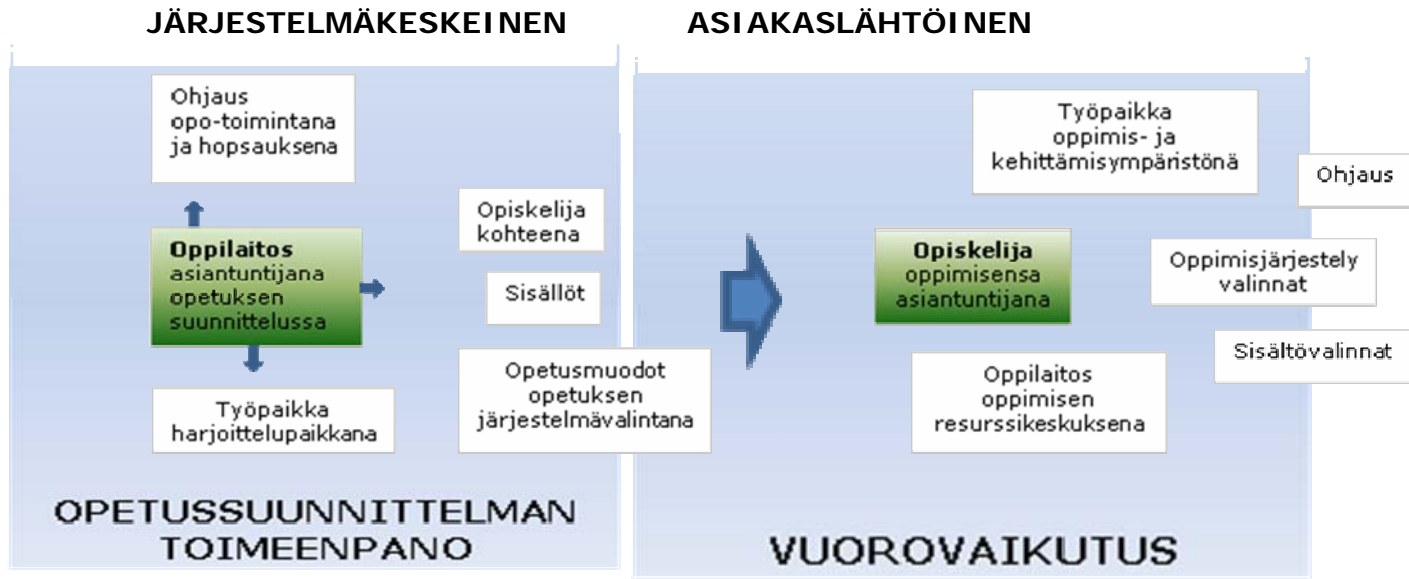 JÄRJESTELMÄKESKEINEN
Ohjaus
opo-toimintana
ja hopsauksena
Oppilaitos
asiantuntijana
opetuksen
suunnittelussa
Opiskelija
kohteena
Sisällöt
Työpaikka
harjoittelupaikkana
Opetusmuodot
opetuksen
järjestelmävalintana
OPETUSSUUNNITTELMAN
TOIMEENPANO
ASIAKASLÄHTÖINEN
Työpaikka
oppimis- ja
kehittämisympäristönä
Ohjaus
Opiskelija
oppimisensa
asiantuntijana
Oppimisjärjestely
valinnat
Sisältövalinnat
Oppilaitos
oppimisen
resurssikeskuksena
VUOROVAIKUTUS